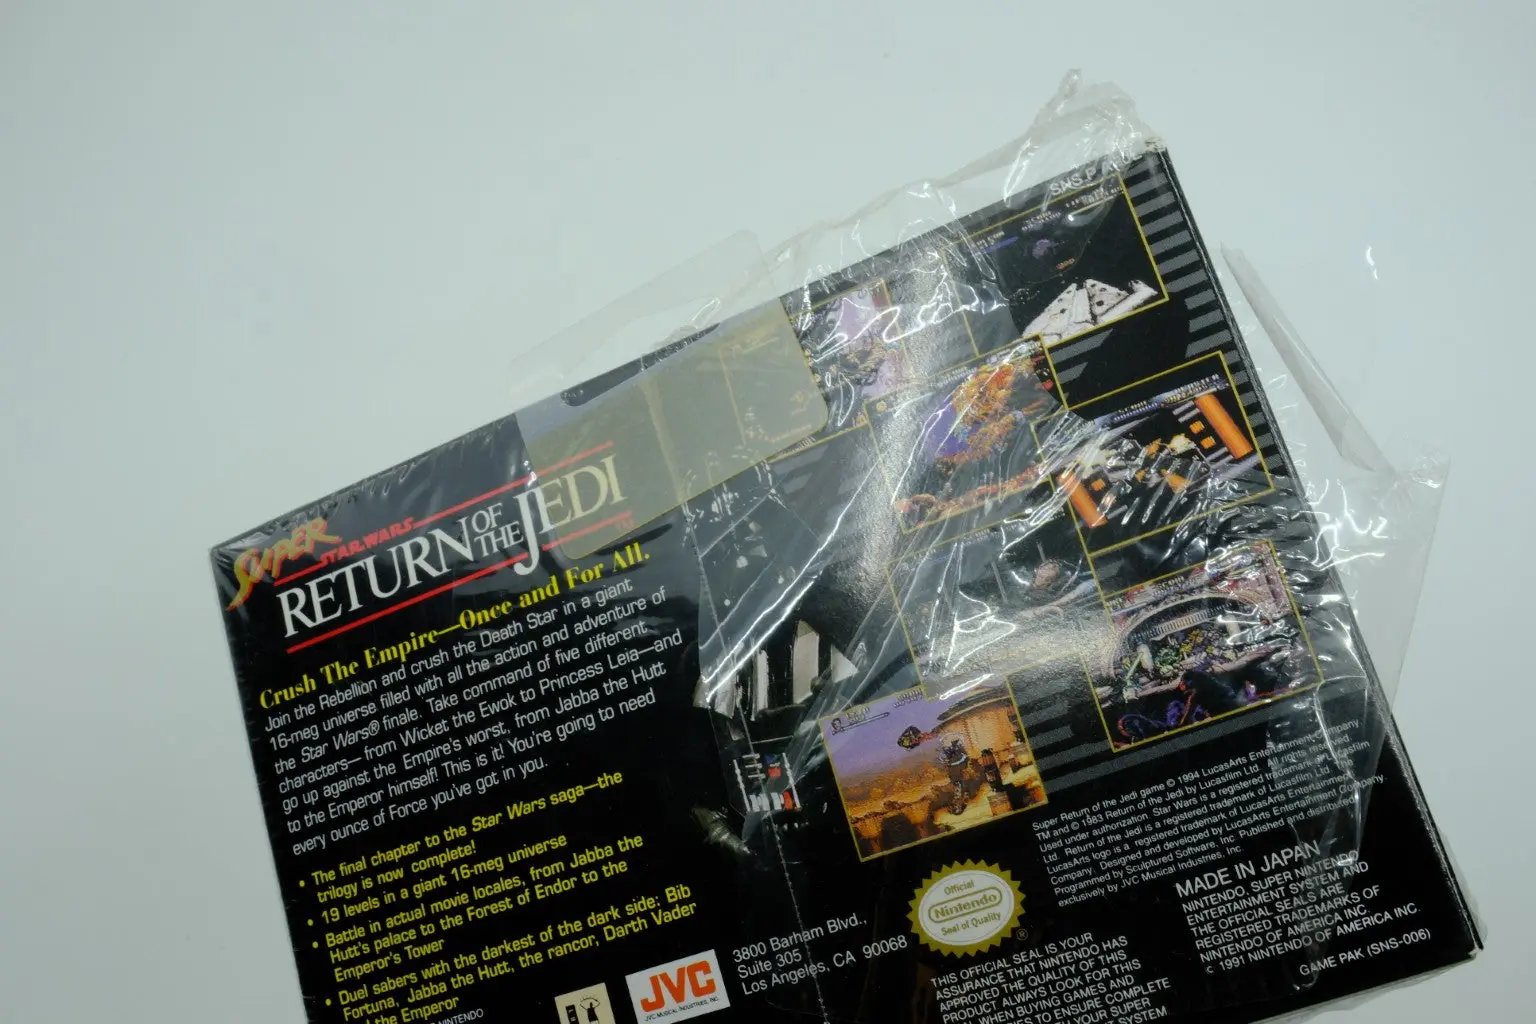 SNS P
SUPER
STAR.WARS
RETURN OF
THE JEDI
Crush The Empire—Once and For All.
Join the Rebellion and crush the Death Star in a giant
16-meg universe filled with all the action and adventure of
the Star Wars® finale. Take command of five different
characters— from Wicket the Ewok to Princess Leia—and
go up against the Empire's worst, from Jabba the Hutt
to the Emperor himself! This is it! You're going to need
every ounce of Force you've got in you.
• The final chapter to the Star Wars saga—the
trilogy is now complete!
• 19 levels in a giant 16-meg universe
• Battle in actual movie locales, from Jabba the
Hutt's palace to the Forest of Endor to the
Emperor's Tower
• Duel sabers with the darkest of the dark side: Bib
Fortuna, Jabba the Hutt, the rancor, Darth Vader
the Emperor
NINTENDO
JVC
JVC MUSICAL INDUSTRIES, INC.
3800 Barham Blvd.,
Suite 305
Los Angeles, CA 90068
Official
Nintendo
Seal of Quality
®
THIS OFFICIAL SEAL IS YOUR
ASSURANCE THAT NINTENDO HAS
APPROVED THE QUALITY OF THIS
PRODUCT. ALWAYS LOOK FOR THIS
WHEN BUYING GAMES AND
TO ENSURE COMPLETE
YOUR SUPER
SYSTEM
Super Return of the Jedi game © 1994 LucasArts Entertainment Company
TM and © 1983 Return of the Jedi by Lucasfilm Ltd. All rights reserved.
Used under authorization. Star Wars is a registered trademark of Lucasfilm
Ltd. Return of the Jedi is a registered trademark of Lucasfilm Ltd.
LucasArts logo is a registered trademark of LucasArts Entertainment
Company. Designed and developed by LucasArts Entertainment Company.
Programmed by Sculptured Software, Inc. Published and distributed
exclusively by JVC Musical Industries, Inc.
MADE IN JAPAN
NINTENDO, SUPER NINTENDO
ENTERTAINMENT SYSTEM AND
THE OFFICIAL SEALS ARE
REGISTERED TRADEMARKS OF
NINTENDO OF AMERICA INC.
© 1991 NINTENDO OF AMERICA INC.
GAME PAK (SNS-006)